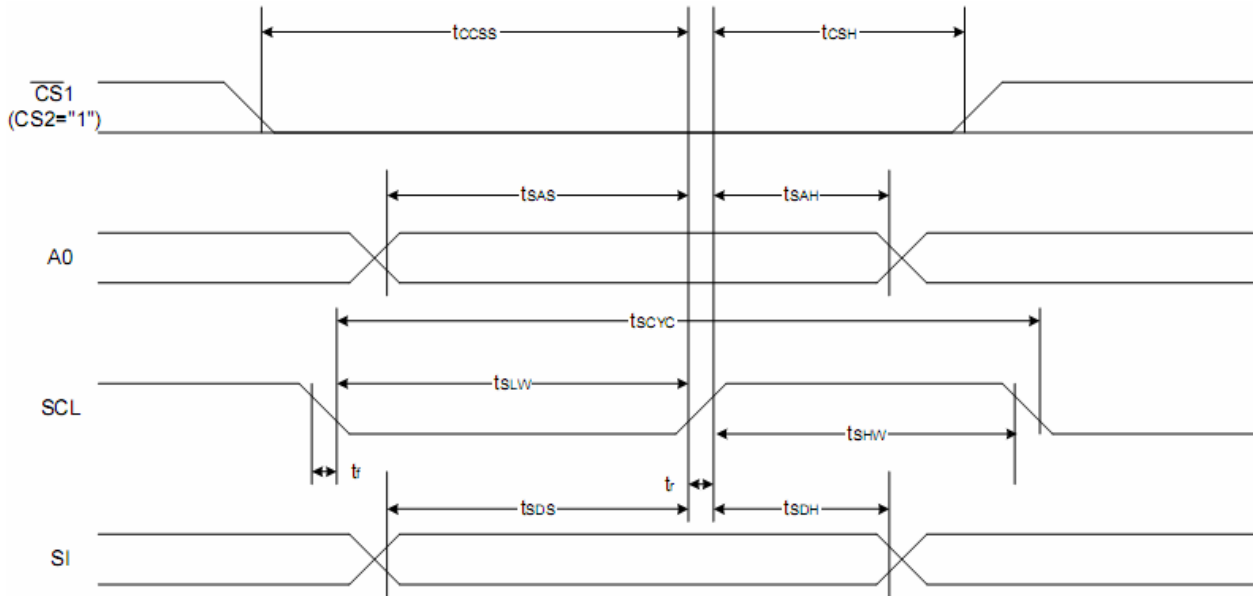 tCCSS tCSH
CS1
(CS2="1")
tSAS tSAH
A0
tSCYC
tSLW
SCL
tSHW
tf tr
tSDS tSDH
SI